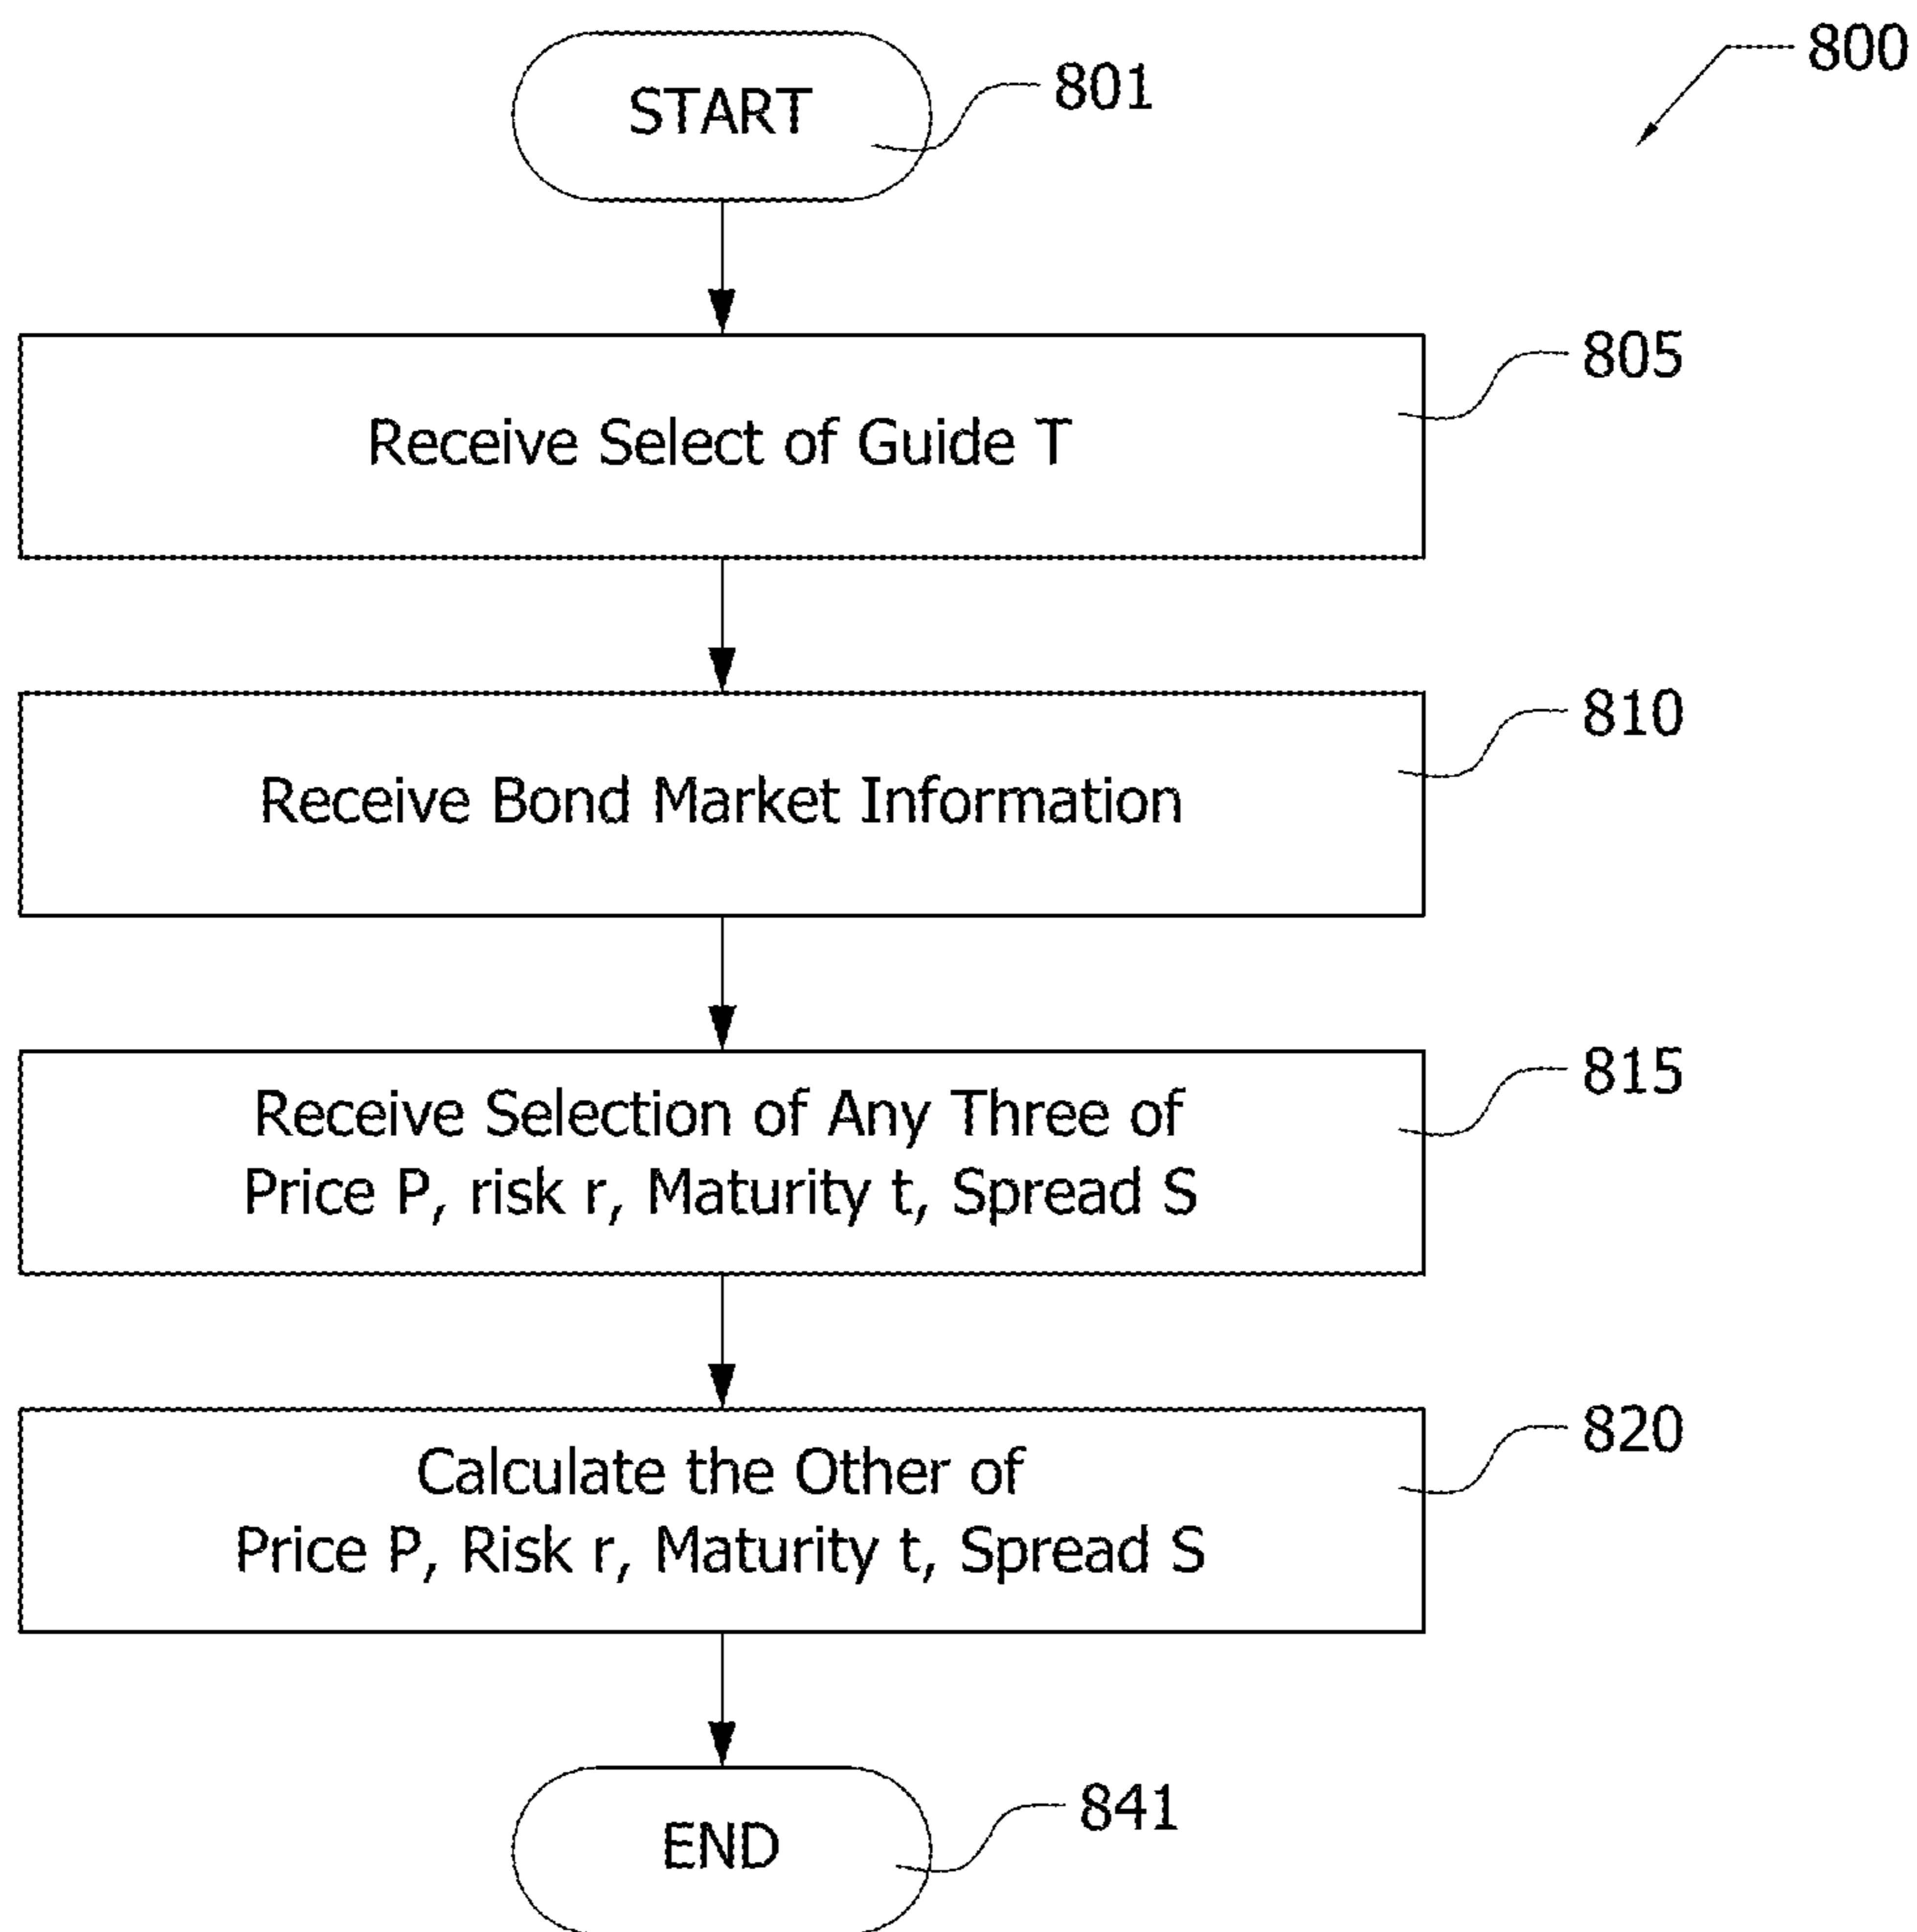 800
START
801
Receive Select of Guide T
805
Receive Bond Market Information
810
Receive Selection of Any Three of
Price P, risk r, Maturity t, Spread S
815
Calculate the Other of
Price P, Risk r, Maturity t, Spread S
820
END
841